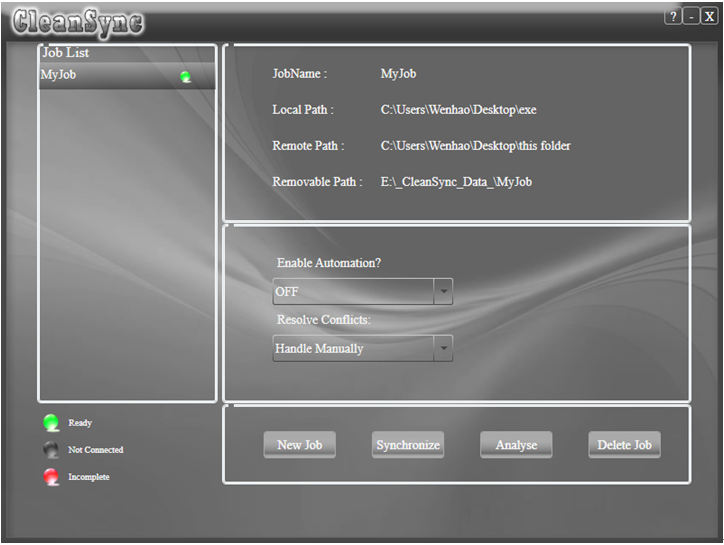 CleanSync
? - X
Job List
MyJob
JobName : MyJob
Local Path : C:\Users\Wenhao\Desktop\exe
Remote Path : C:\Users\Wenhao\Desktop\this folder
Removable Path : E:\_CleanSync_Data_\MyJob
Enable Automation?
OFF
Resolve Conflicts:
Handle Manually
Ready
Not Connected
Incomplete
New Job Synchronize Analyse Delete Job